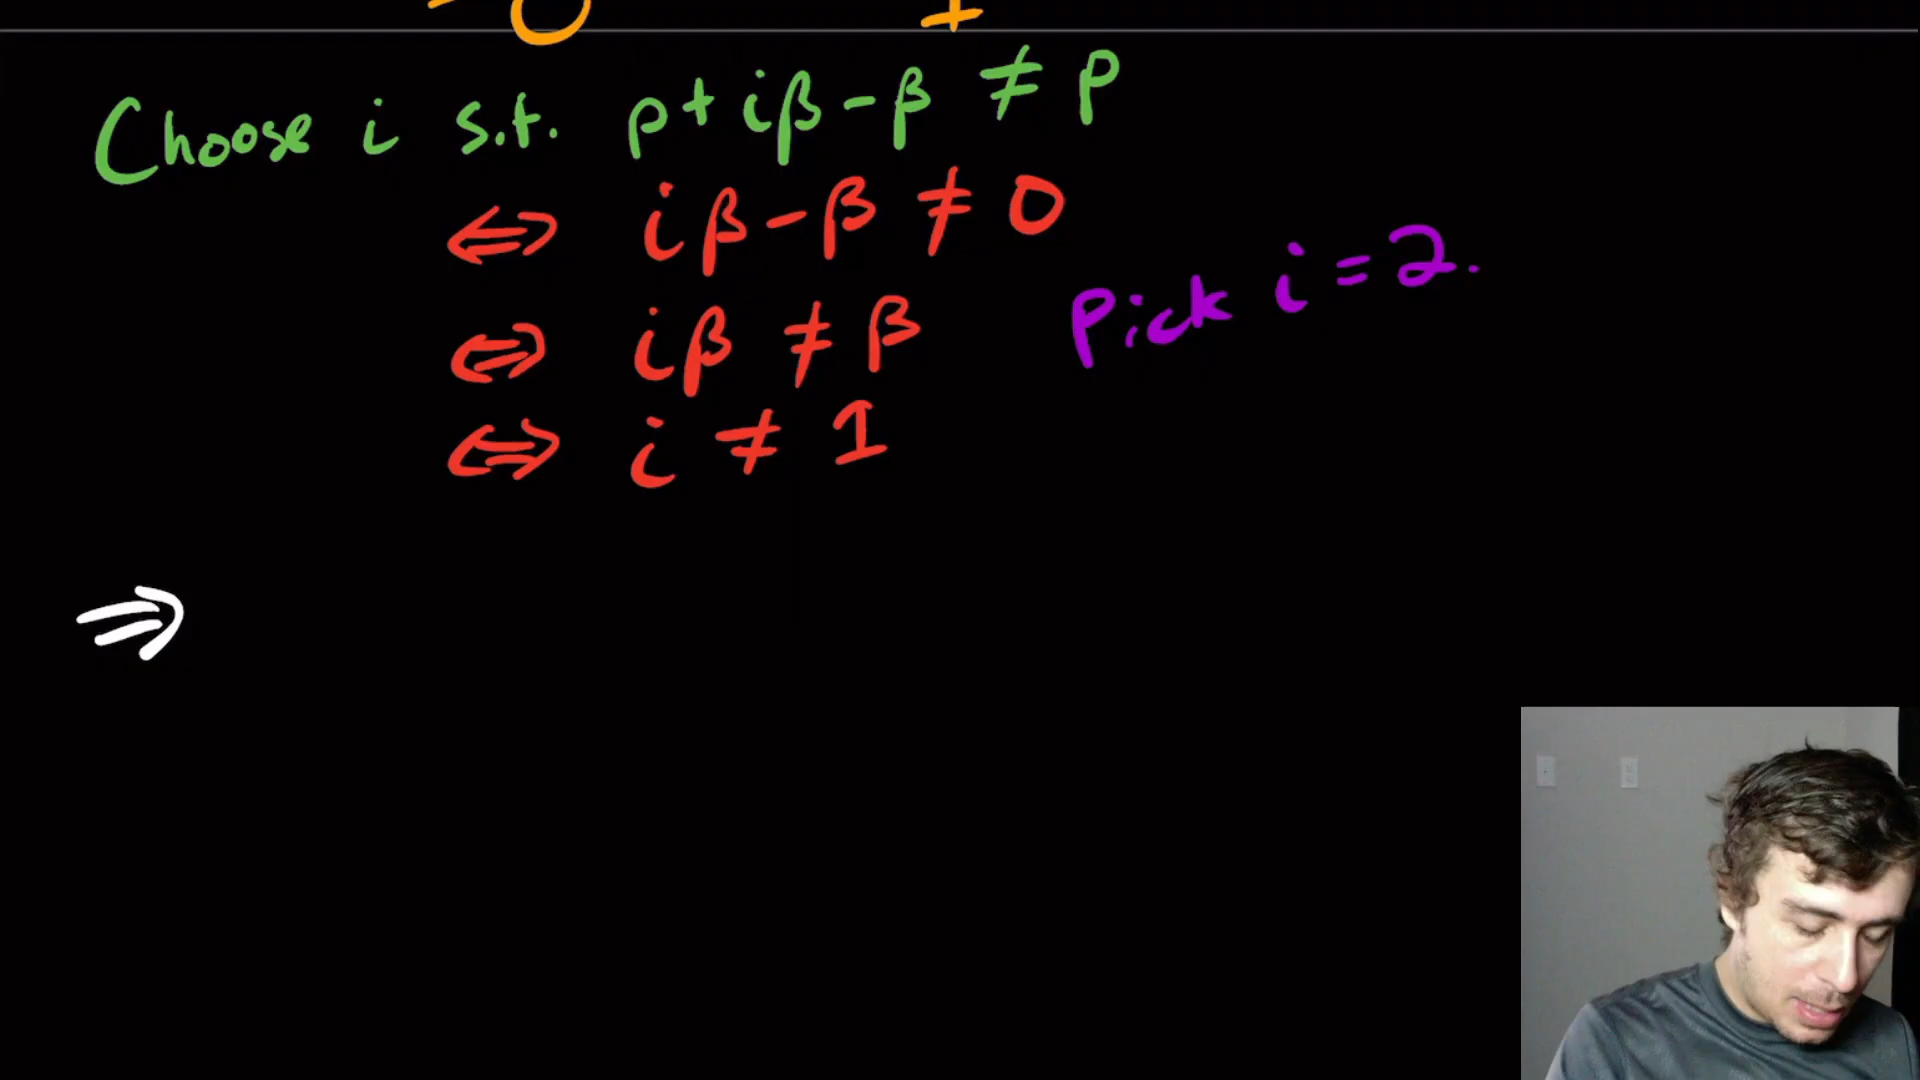 Choose i s.t. p + iβ - β ≠ p
⇔ iβ - β ≠ 0
⇔ iβ ≠ β
Pick i = 2.
⇔ i ≠ 1
⇒